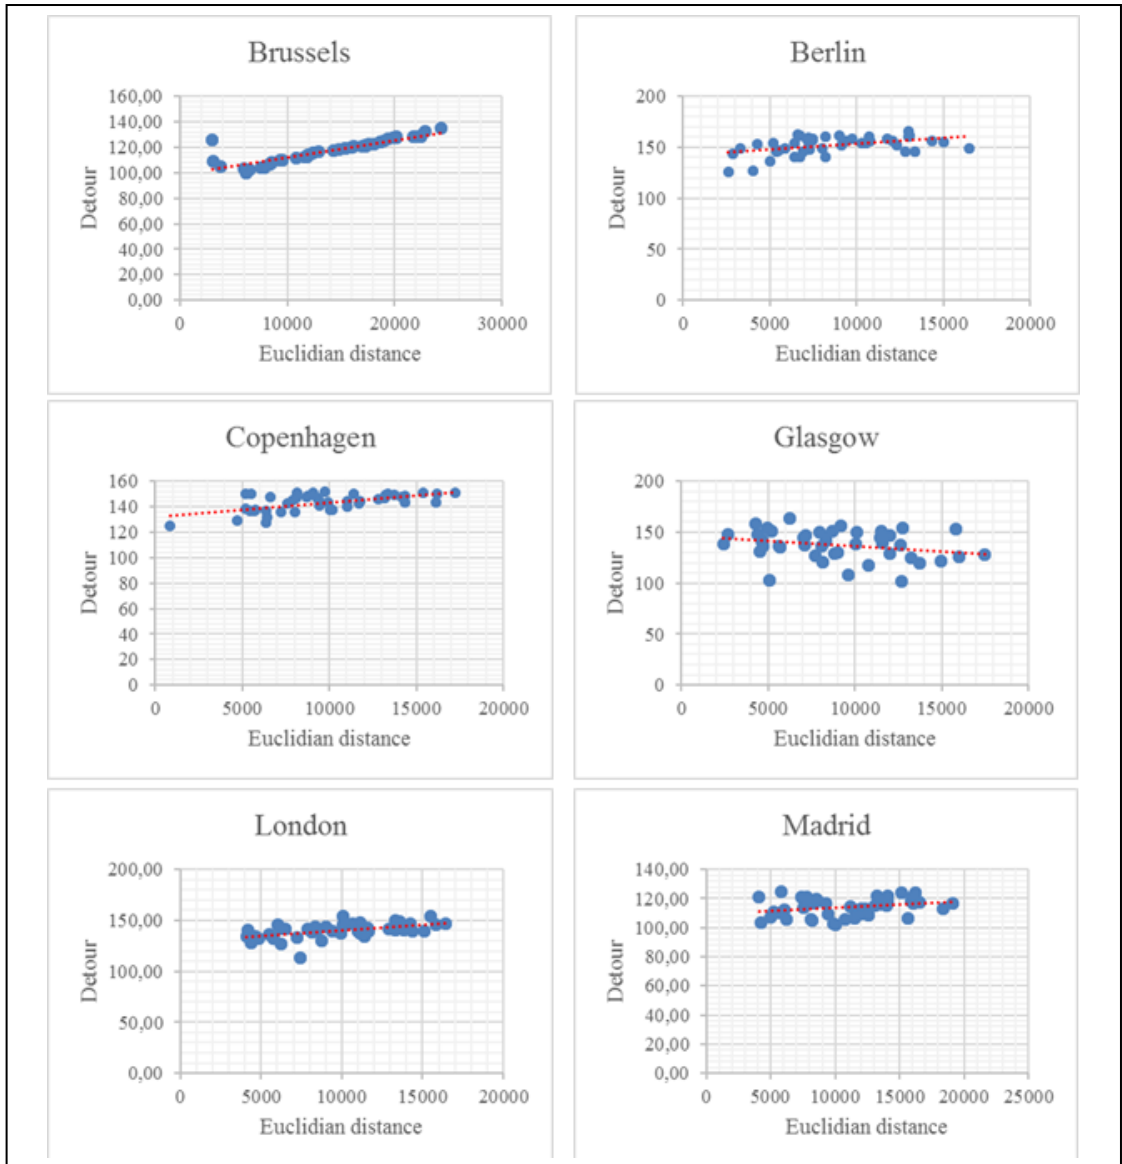 Brussels
160,00
140,00
120,00
100,00
80,00
60,00
40,00
20,00
0,00
Detour
0 10000 20000 30000
Euclidian distance
Berlin
200
150
100
50
0
Detour
0 5000 10000 15000 20000
Euclidian distance
Copenhagen
160
140
120
100
80
60
40
20
0
Detour
0 5000 10000 15000 20000
Euclidian distance
Glasgow
200
150
100
50
0
Detour
0 5000 10000 15000 20000
Euclidian distance
London
200,00
150,00
100,00
50,00
0,00
Detour
0 5000 10000 15000 20000
Euclidian distance
Madrid
140,00
120,00
100,00
80,00
60,00
40,00
20,00
0,00
Detour
0 5000 10000 15000 20000 25000
Euclidian distance